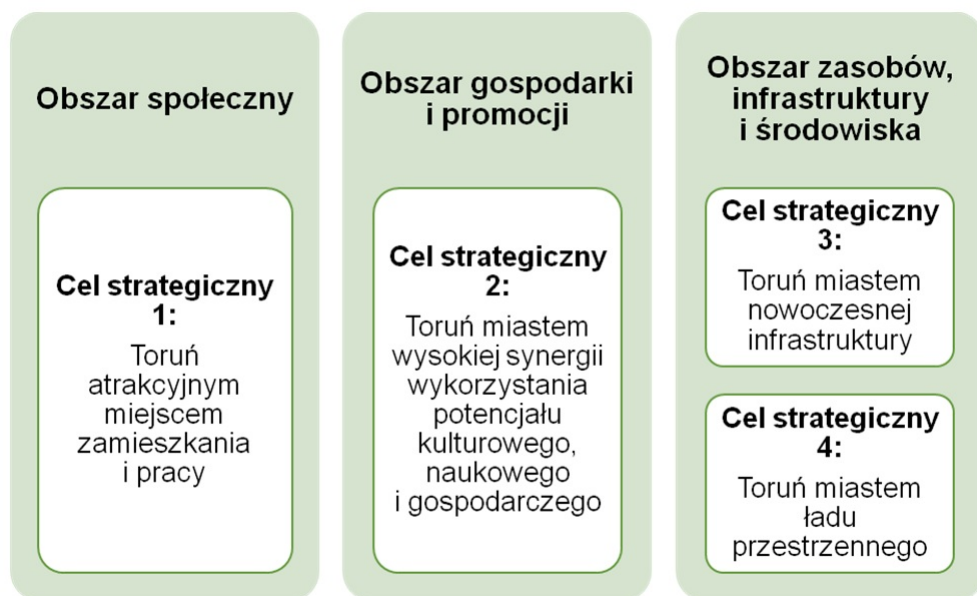 Obszar społeczny
Cel strategiczny
1:
Toruń
atrakcyjnym
miejscem
zamieszkania
i pracy
Obszar gospodarki
i promocji
Cel strategiczny
2:
Toruń miastem
wysokiej synergii
wykorzystania
potencjału
kulturowego,
naukowego
i gospodarczego
Obszar zasobów,
infrastruktury
i środowiska
Cel strategiczny
3:
Toruń miastem
nowoczesnej
infrastruktury
Cel strategiczny
4:
Toruń miastem
ładu
przestrzennego